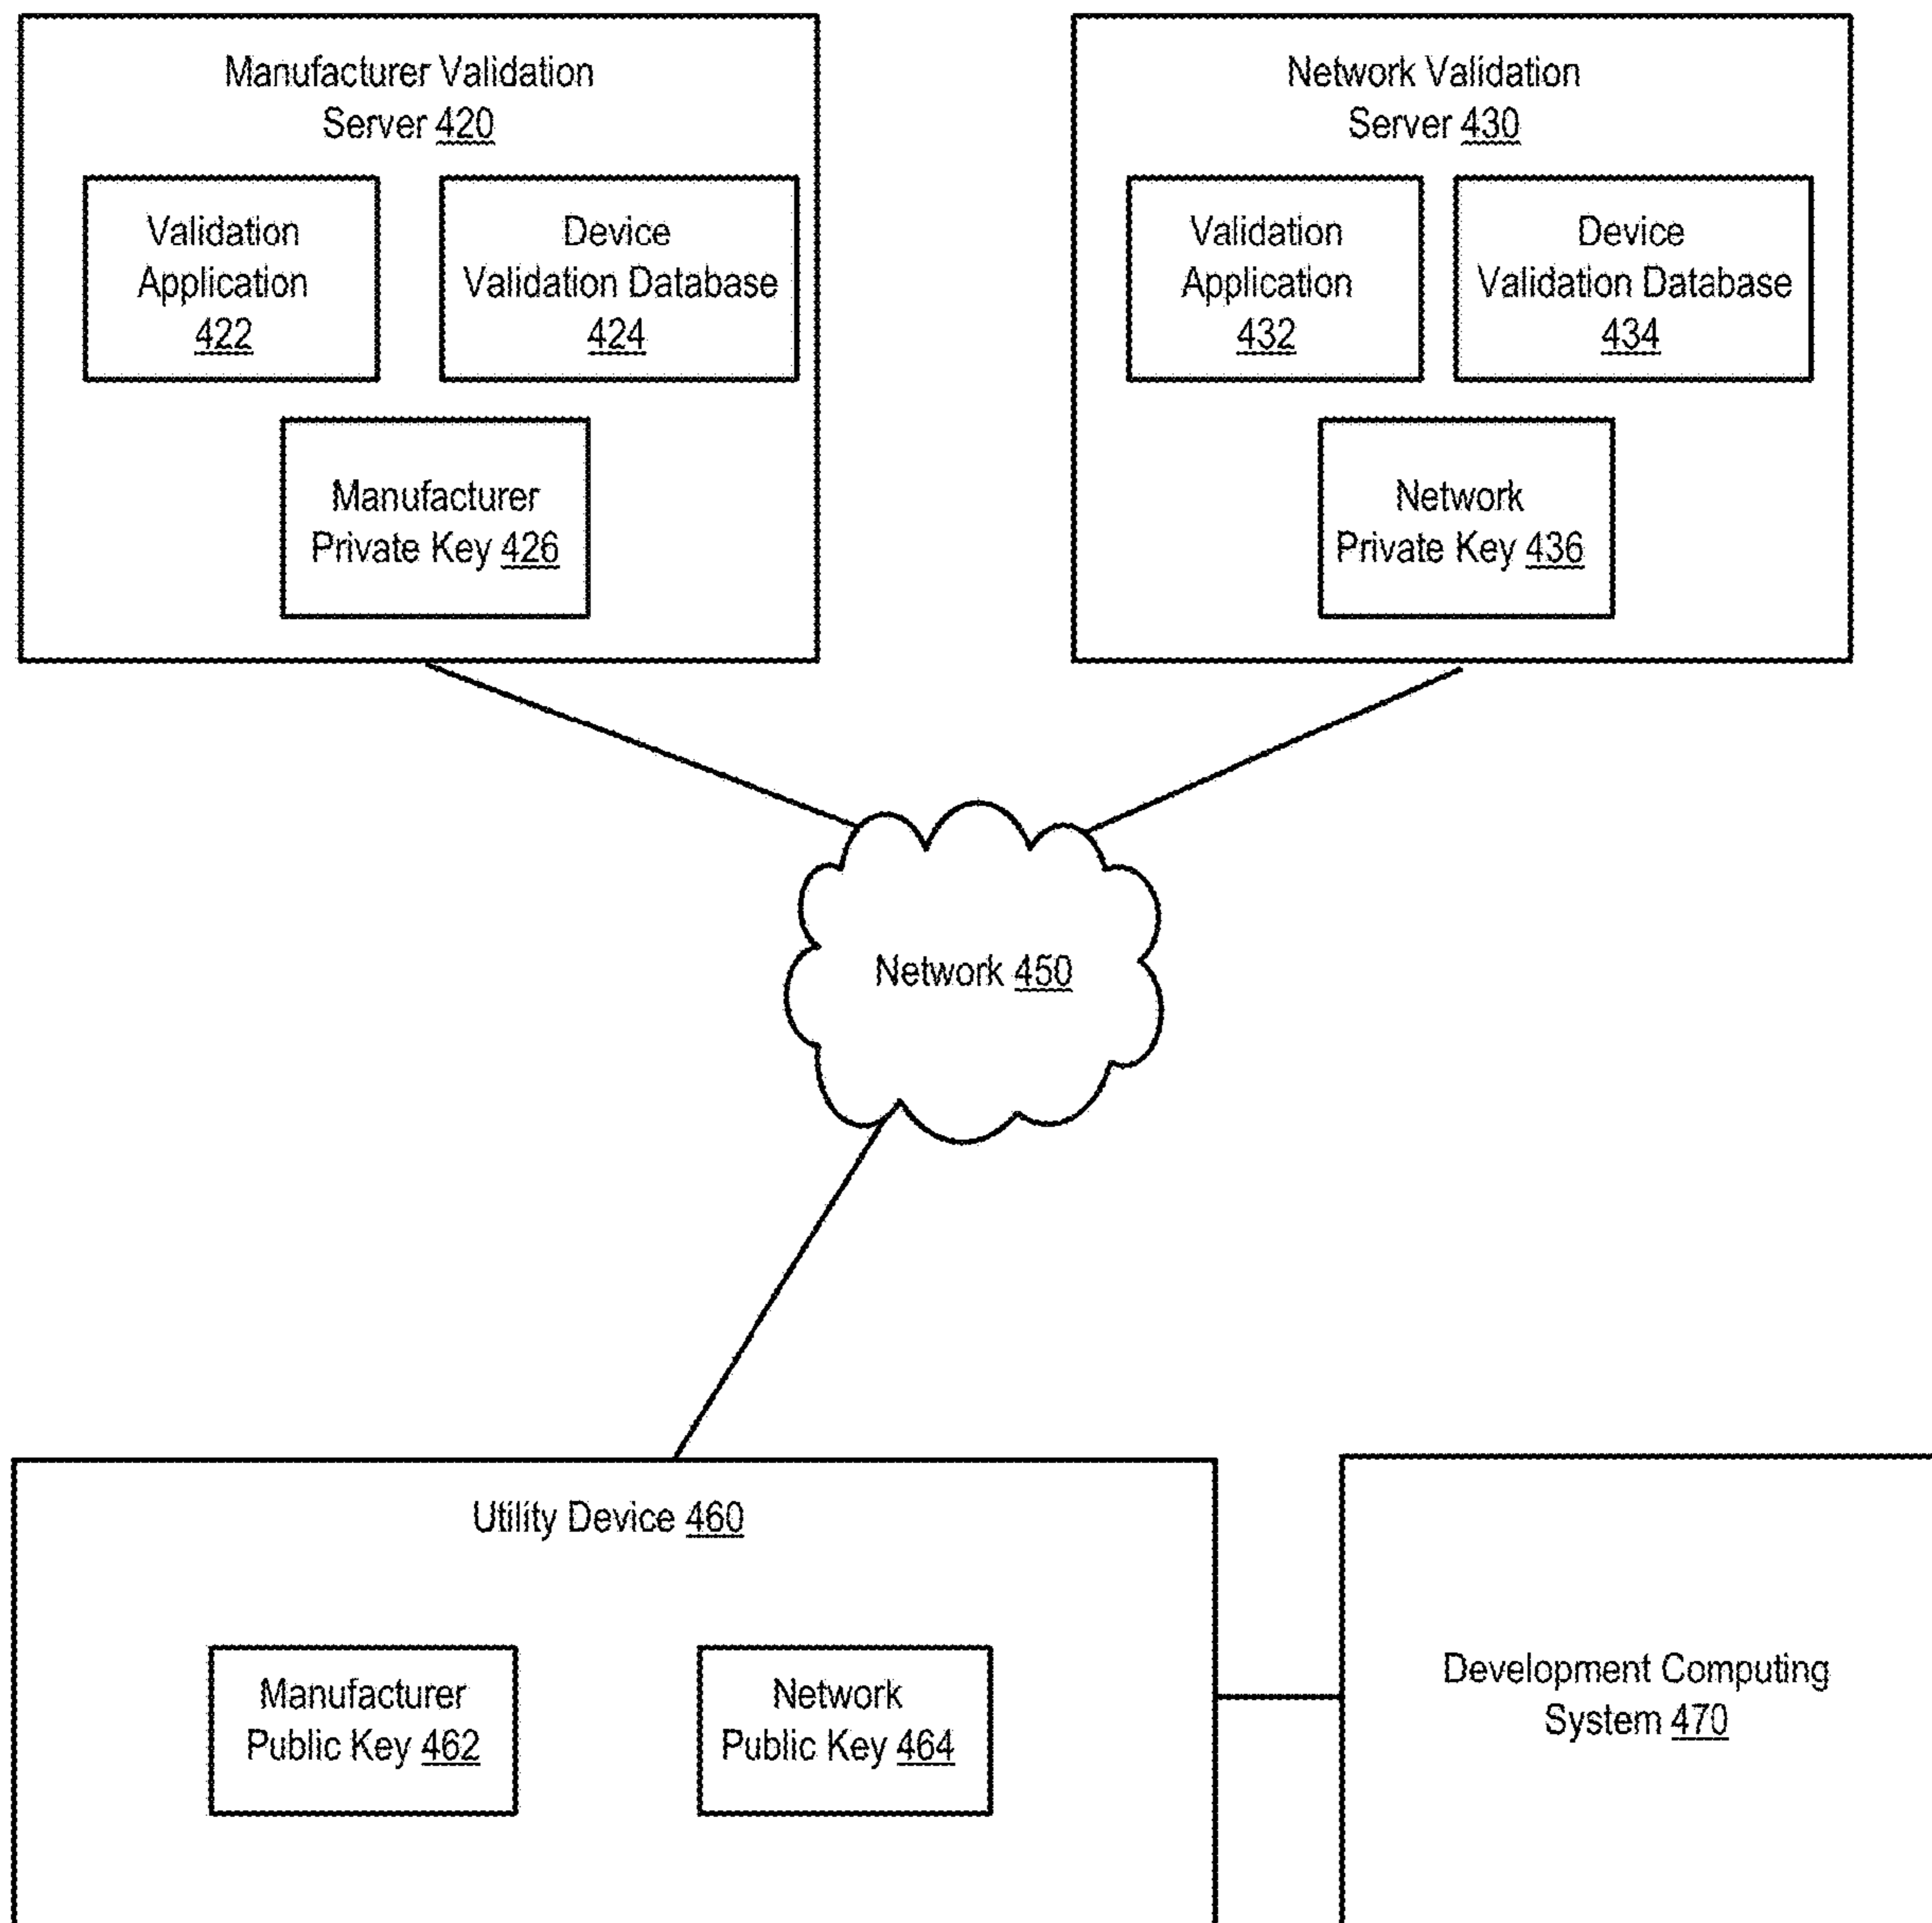 Manufacturer Validation
Server 420
Validation
Application
422
Device
Validation Database
424
Manufacturer
Private Key 426
Network Validation
Server 430
Validation
Application
432
Device
Validation Database
434
Network
Private Key 436
Network 450
Utility Device 460
Manufacturer
Public Key 462
Network
Public Key 464
Development Computing
System 470